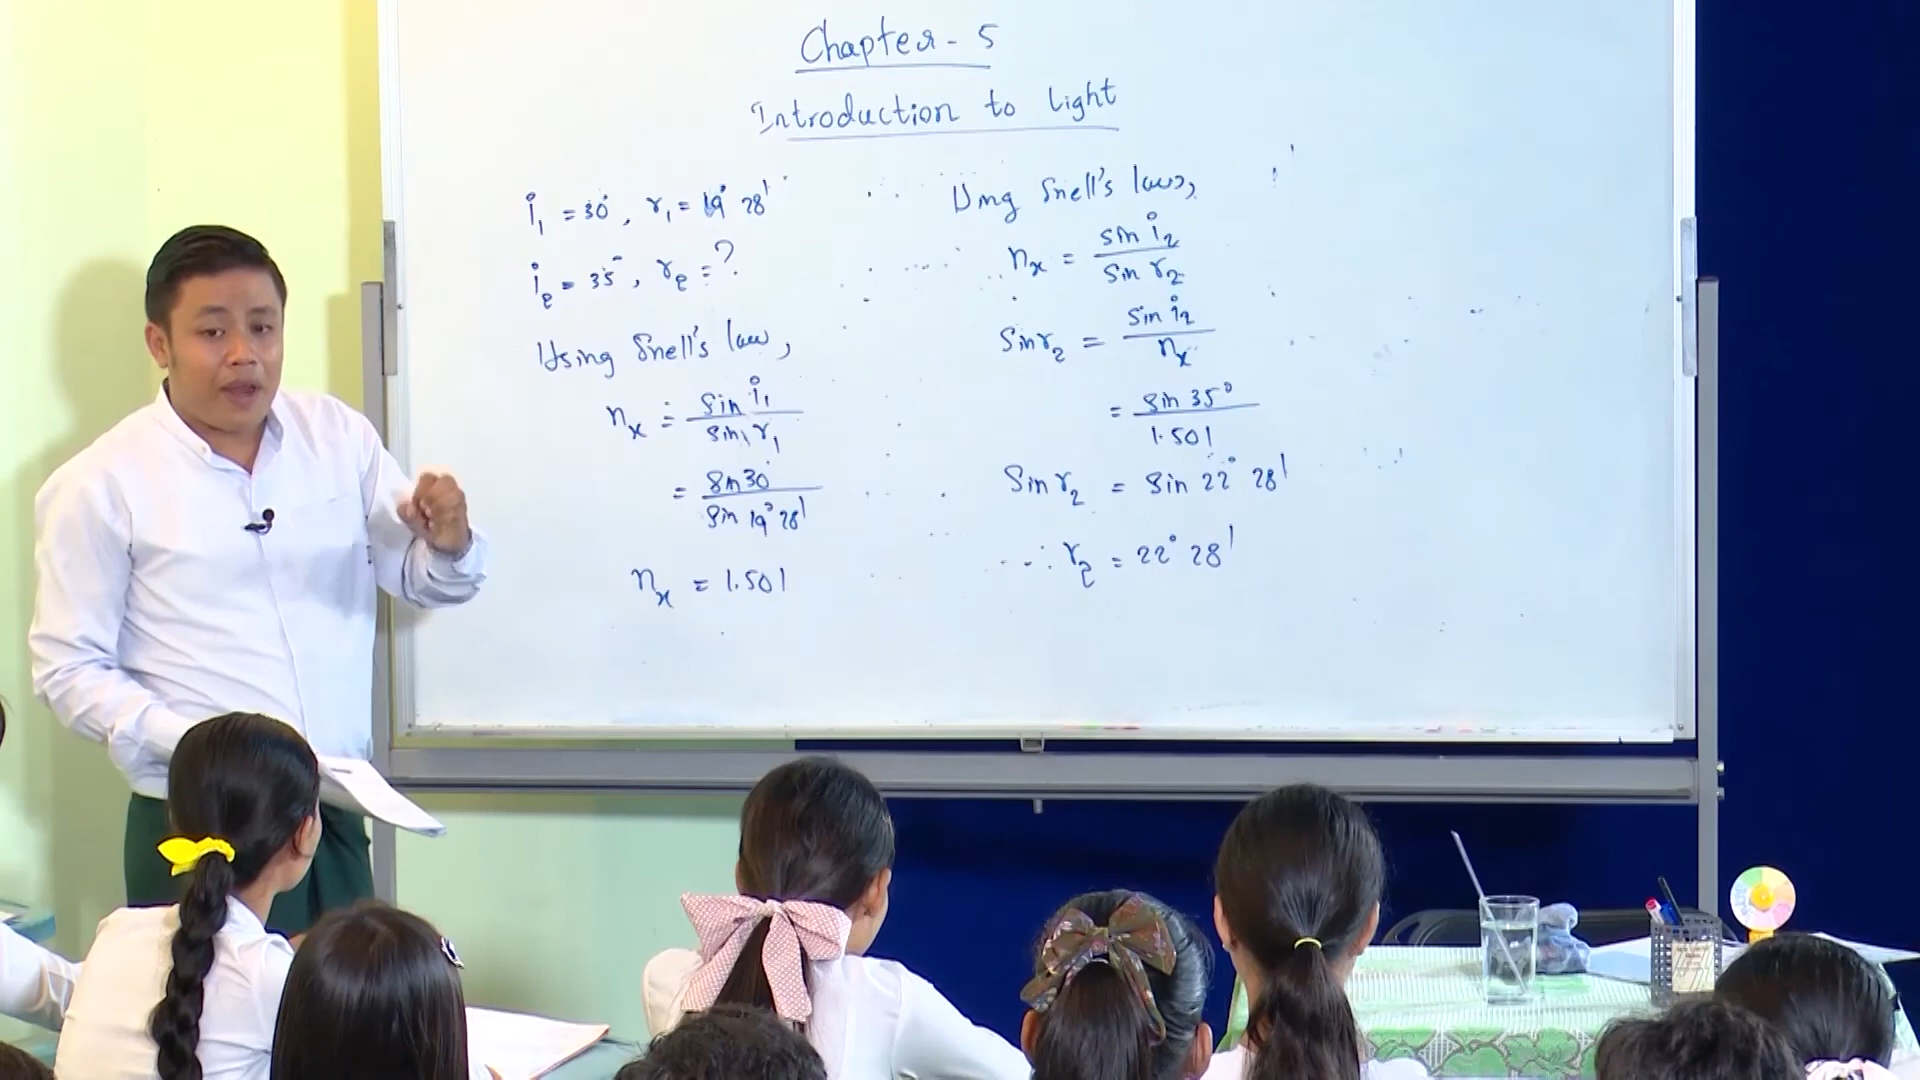 Chapter - 5
Introduction to light
i₁ = 30°, r₁ = 19° 28'
i₂ = 35°, r₂ = ?
Using Snell's law,
nₓ = sin i₁ / sin r₁
= sin 30° / sin 19° 28'
nₓ = 1.501
Using Snell's law,
nₓ = sin i₂ / sin r₂
sin r₂ = sin i₂ / nₓ
= sin 35° / 1.501
Sin r₂ = Sin 22° 28'
∴ r₂ = 22° 28'